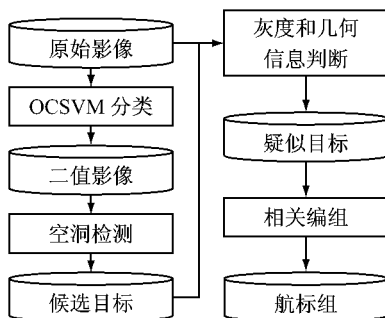 原始影像
OCSVM 分类
二值影像
空洞检测
候选目标
灰度和几何
信息判断
疑似目标
相关编组
航标组